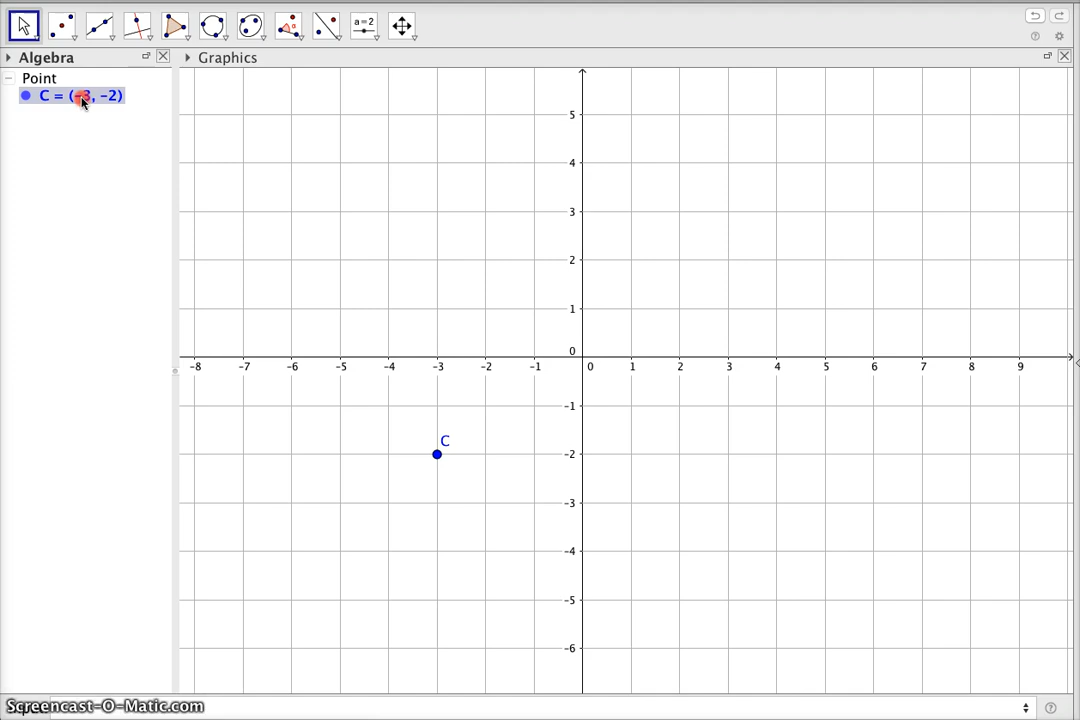 a=2
Algebra
Graphics
Point
C = (-3, -2)
5
4
3
2
1
0
-8 -7 -6 -5 -4 -3 -2 -1 0 1 2 3 4 5 6 7 8 9
-1
C
-2
-3
-4
-5
-6
Screencast-O-Matic.com